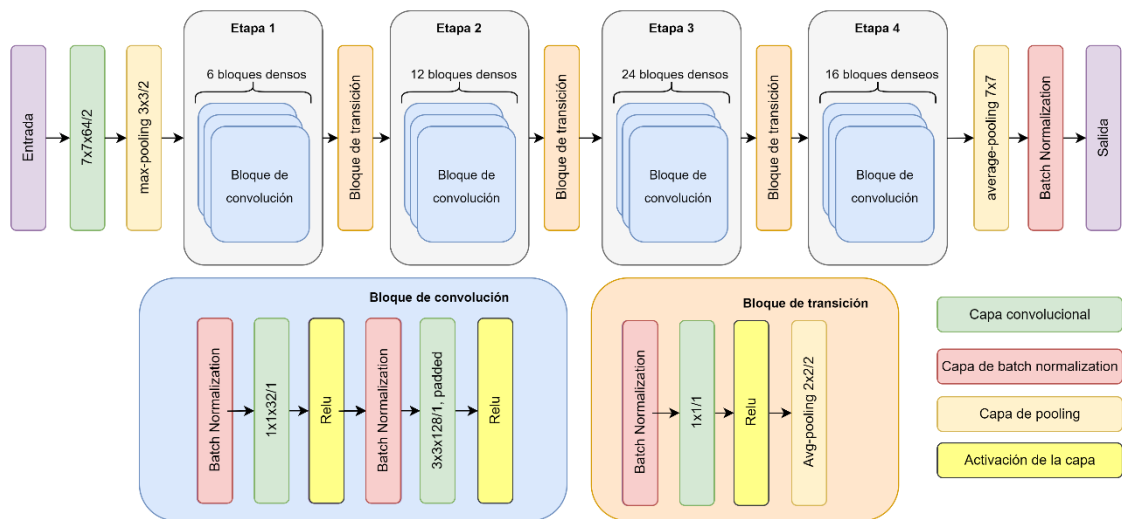 Etapa 1
Etapa 2
Etapa 3
Etapa 4
Entrada
7x7x64/2
max-pooling 3x3/2
6 bloques densos
Bloque de
convolución
Bloque de transición
12 bloques densos
Bloque de
convolución
Bloque de transición
24 bloques densos
Bloque de
convolución
Bloque de transición
16 bloques denseos
Bloque de
convolución
average-pooling 7x7
Batch Normalization
Salida
Bloque de convolución
Batch Normalization
1x1x32/1
Relu
Batch Normalization
3x3x128/1, padded
Relu
Bloque de transición
Batch Normalization
1x1/1
Relu
Avg-pooling 2x2/2
Capa convolucional
Capa de batch normalization
Capa de pooling
Activación de la capa